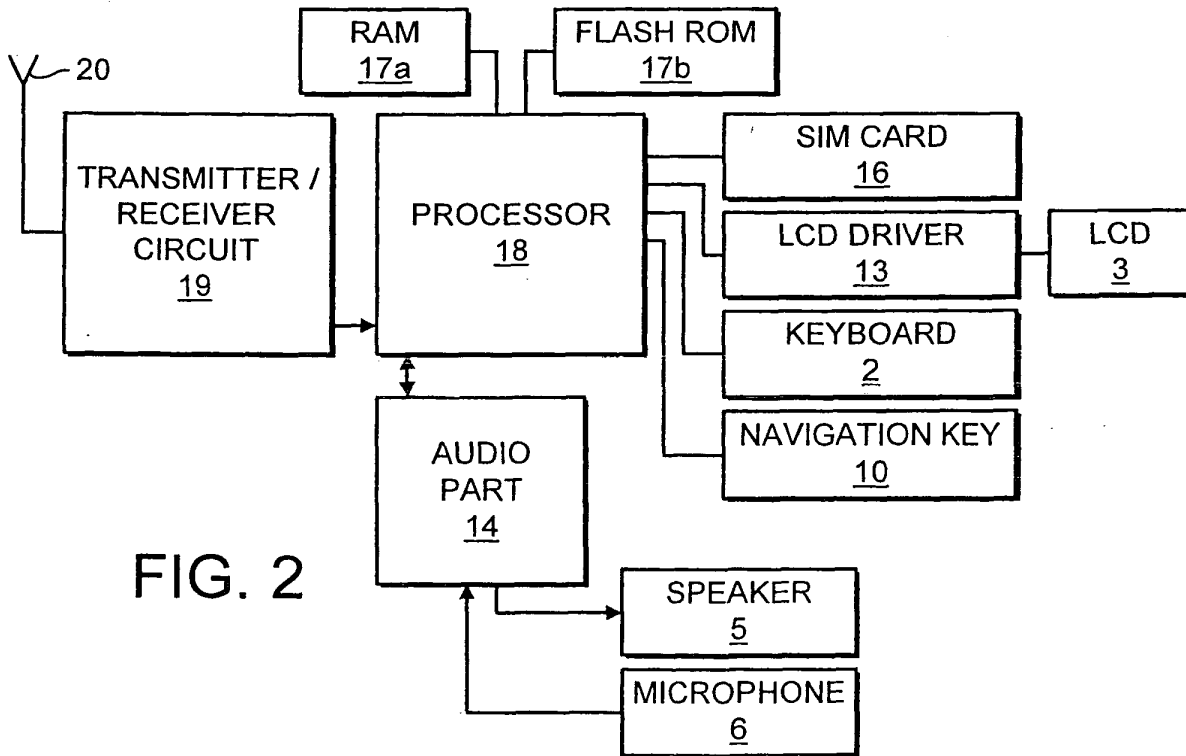 RAM
17a
FLASH ROM
17b
20
TRANSMITTER /
RECEIVER
CIRCUIT
19
PROCESSOR
18
SIM CARD
16
LCD DRIVER
13
LCD
3
KEYBOARD
2
NAVIGATION KEY
10
AUDIO
PART
14
FIG. 2
SPEAKER
5
MICROPHONE
6